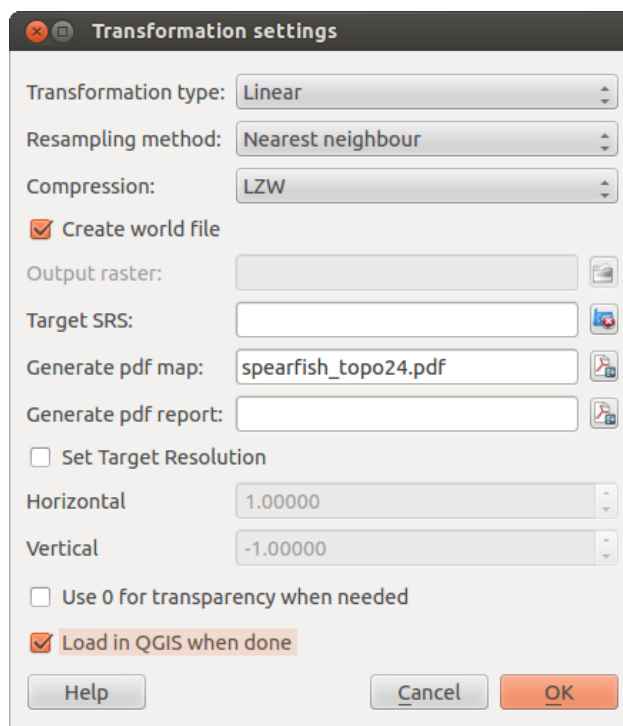 Transformation settings
Transformation type: Linear
Resampling method: Nearest neighbour
Compression: LZW
Create world file
Output raster:
Target SRS:
Generate pdf map: spearfish_topo24.pdf
Generate pdf report:
Set Target Resolution
Horizontal 1.00000
Vertical -1.00000
Use 0 for transparency when needed
Load in QGIS when done
Help Cancel OK